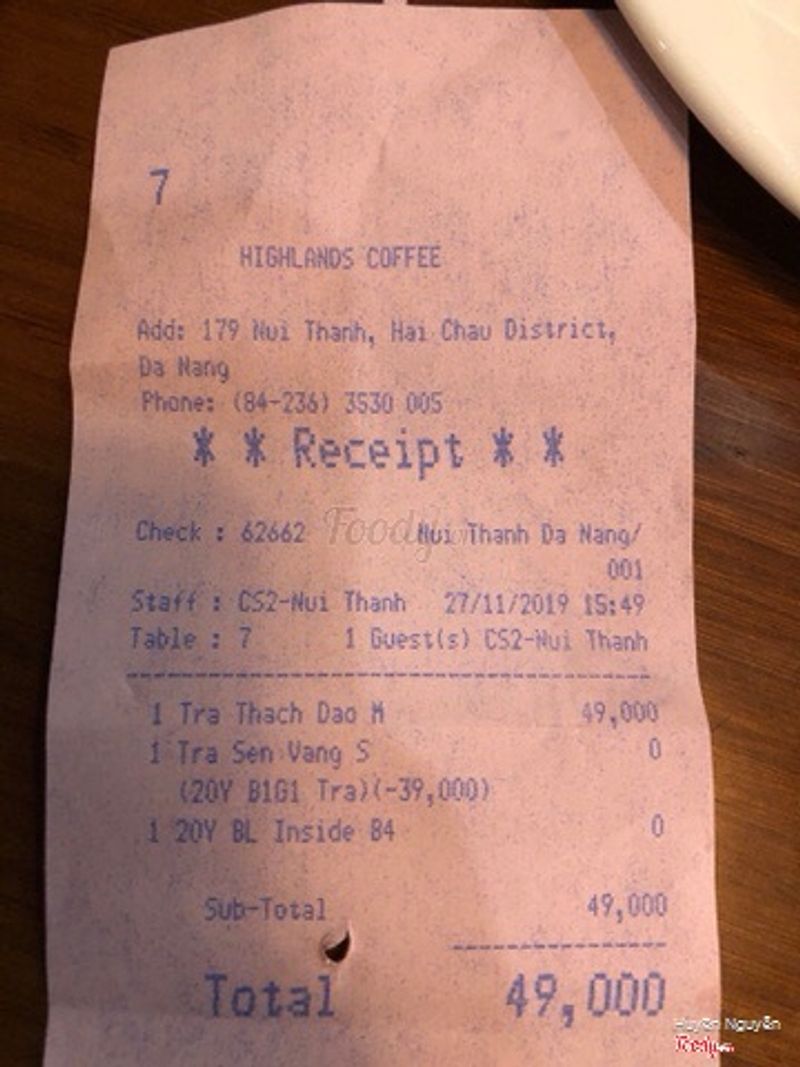 7
HIGHLANDS COFFEE
Add: 179 Nui Thanh, Hai Chau District,
Da Nang
Phone: (84-236) 3530 005
* * Receipt * *
Check : 62662 Nui Thanh Da Nang/
001
Foody
Staff : CS2-Nui Thanh 27/11/2019 15:49
Table : 7 1 Guest(s) CS2-Nui Thanh
1 Tra Thach Dao M 49,000
1 Tra Sen Vang S 0
(20Y B1G1 Tra)(-39,000)
1 20Y BL Inside 84 0
Sub-Total 49,000
Total 49,000
Huyền Nguyễn
Foody.vn